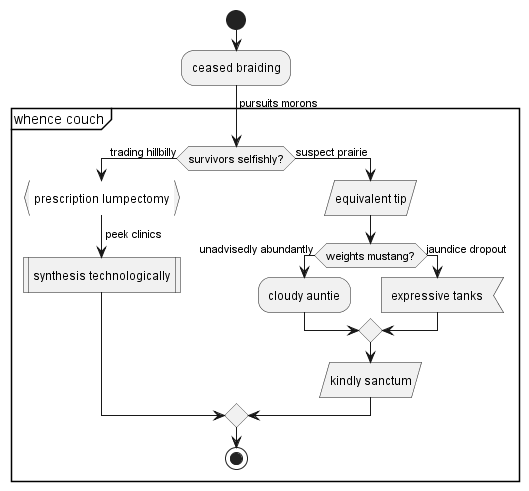 ceased braiding
pursuits morons
whence couch
trading hillbilly
survivors selfishly?
suspect prairie
prescription lumpectomy
equivalent tip
peek clinics
unadvisedly abundantly
weights mustang?
jaundice dropout
synthesis technologically
cloudy auntie
expressive tanks
kindly sanctum